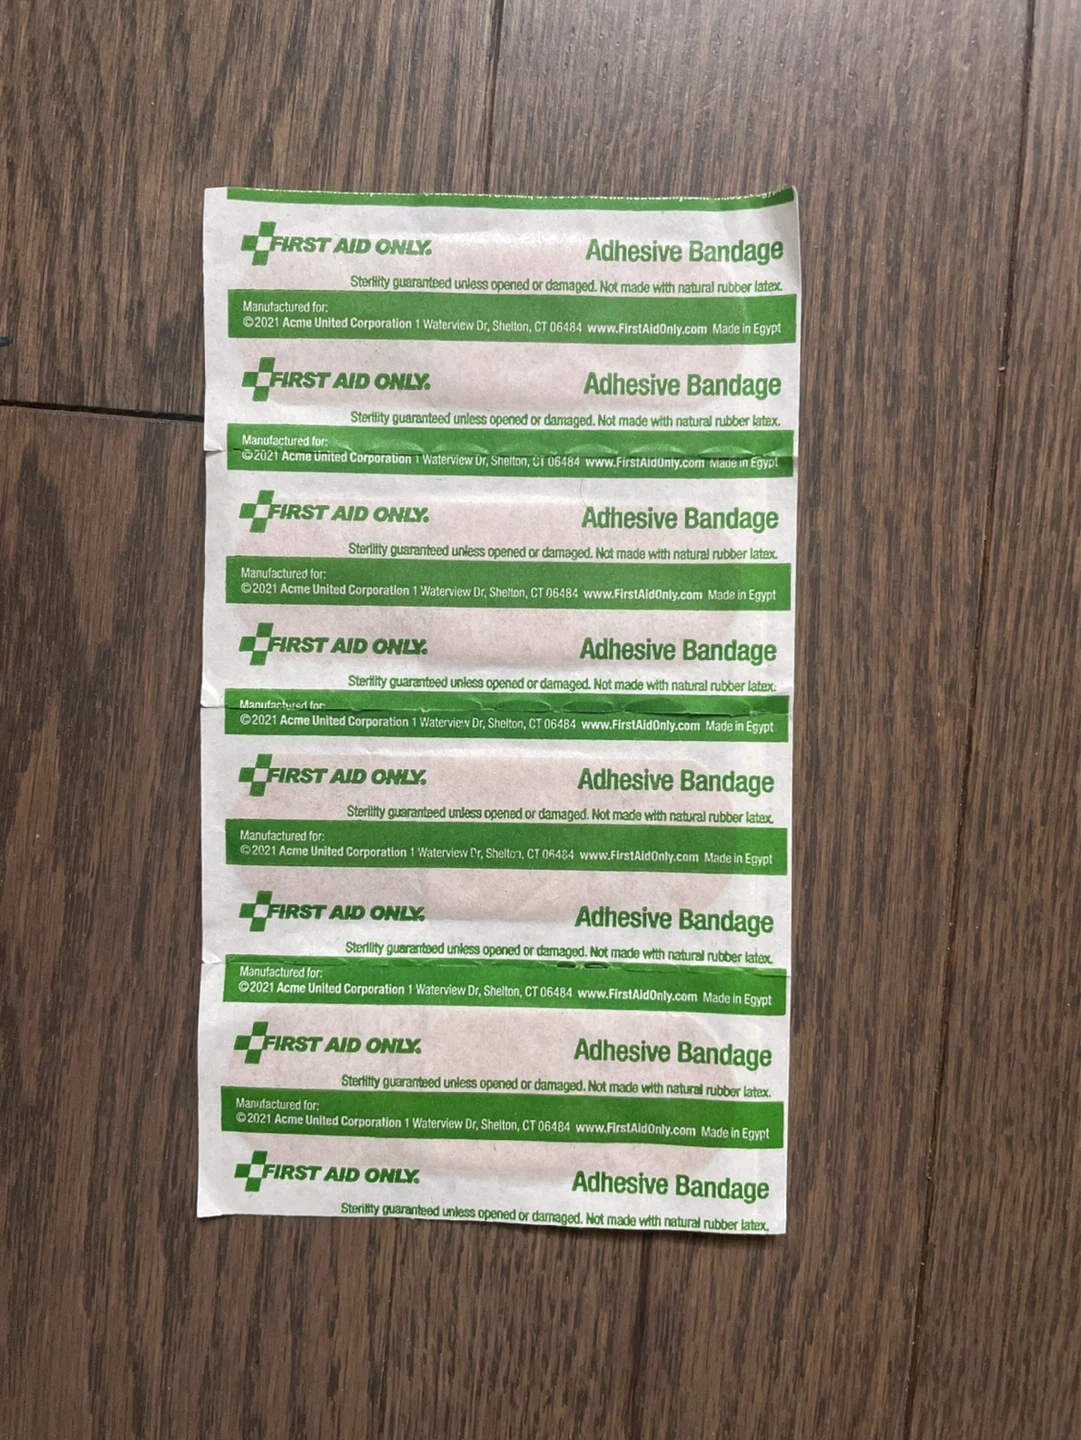 FIRST AID ONLY.
Adhesive Bandage
Sterility guaranteed unless opened or damaged. Not made with natural rubber latex.
Manufactured for:
©2021 Acme United Corporation 1 Waterview Dr, Shelton, CT 06484 www.FirstAidOnly.com Made in Egypt
FIRST AID ONLY.
Adhesive Bandage
Sterility guaranteed unless opened or damaged. Not made with natural rubber latex.
Manufactured for:
©2021 Acme United Corporation 1 Waterview Dr, Shelton, CT 06484 www.FirstAidOnly.com Made in Egypt
FIRST AID ONLY.
Adhesive Bandage
Sterility guaranteed unless opened or damaged. Not made with natural rubber latex.
Manufactured for:
©2021 Acme United Corporation 1 Waterview Dr, Shelton, CT 06484 www.FirstAidOnly.com Made in Egypt
FIRST AID ONLY.
Adhesive Bandage
Sterility guaranteed unless opened or damaged. Not made with natural rubber latex.
Manufactured for:
©2021 Acme United Corporation 1 Waterview Dr, Shelton, CT 06484 www.FirstAidOnly.com Made in Egypt
FIRST AID ONLY.
Adhesive Bandage
Sterility guaranteed unless opened or damaged. Not made with natural rubber latex.
Manufactured for:
©2021 Acme United Corporation 1 Waterview Dr, Shelton, CT 06484 www.FirstAidOnly.com Made in Egypt
FIRST AID ONLY.
Adhesive Bandage
Sterility guaranteed unless opened or damaged. Not made with natural rubber latex.
Manufactured for:
©2021 Acme United Corporation 1 Waterview Dr, Shelton, CT 06484 www.FirstAidOnly.com Made in Egypt
FIRST AID ONLY.
Adhesive Bandage
Sterility guaranteed unless opened or damaged. Not made with natural rubber latex.
Manufactured for:
©2021 Acme United Corporation 1 Waterview Dr, Shelton, CT 06484 www.FirstAidOnly.com Made in Egypt
FIRST AID ONLY.
Adhesive Bandage
Sterility guaranteed unless opened or damaged. Not made with natural rubber latex.